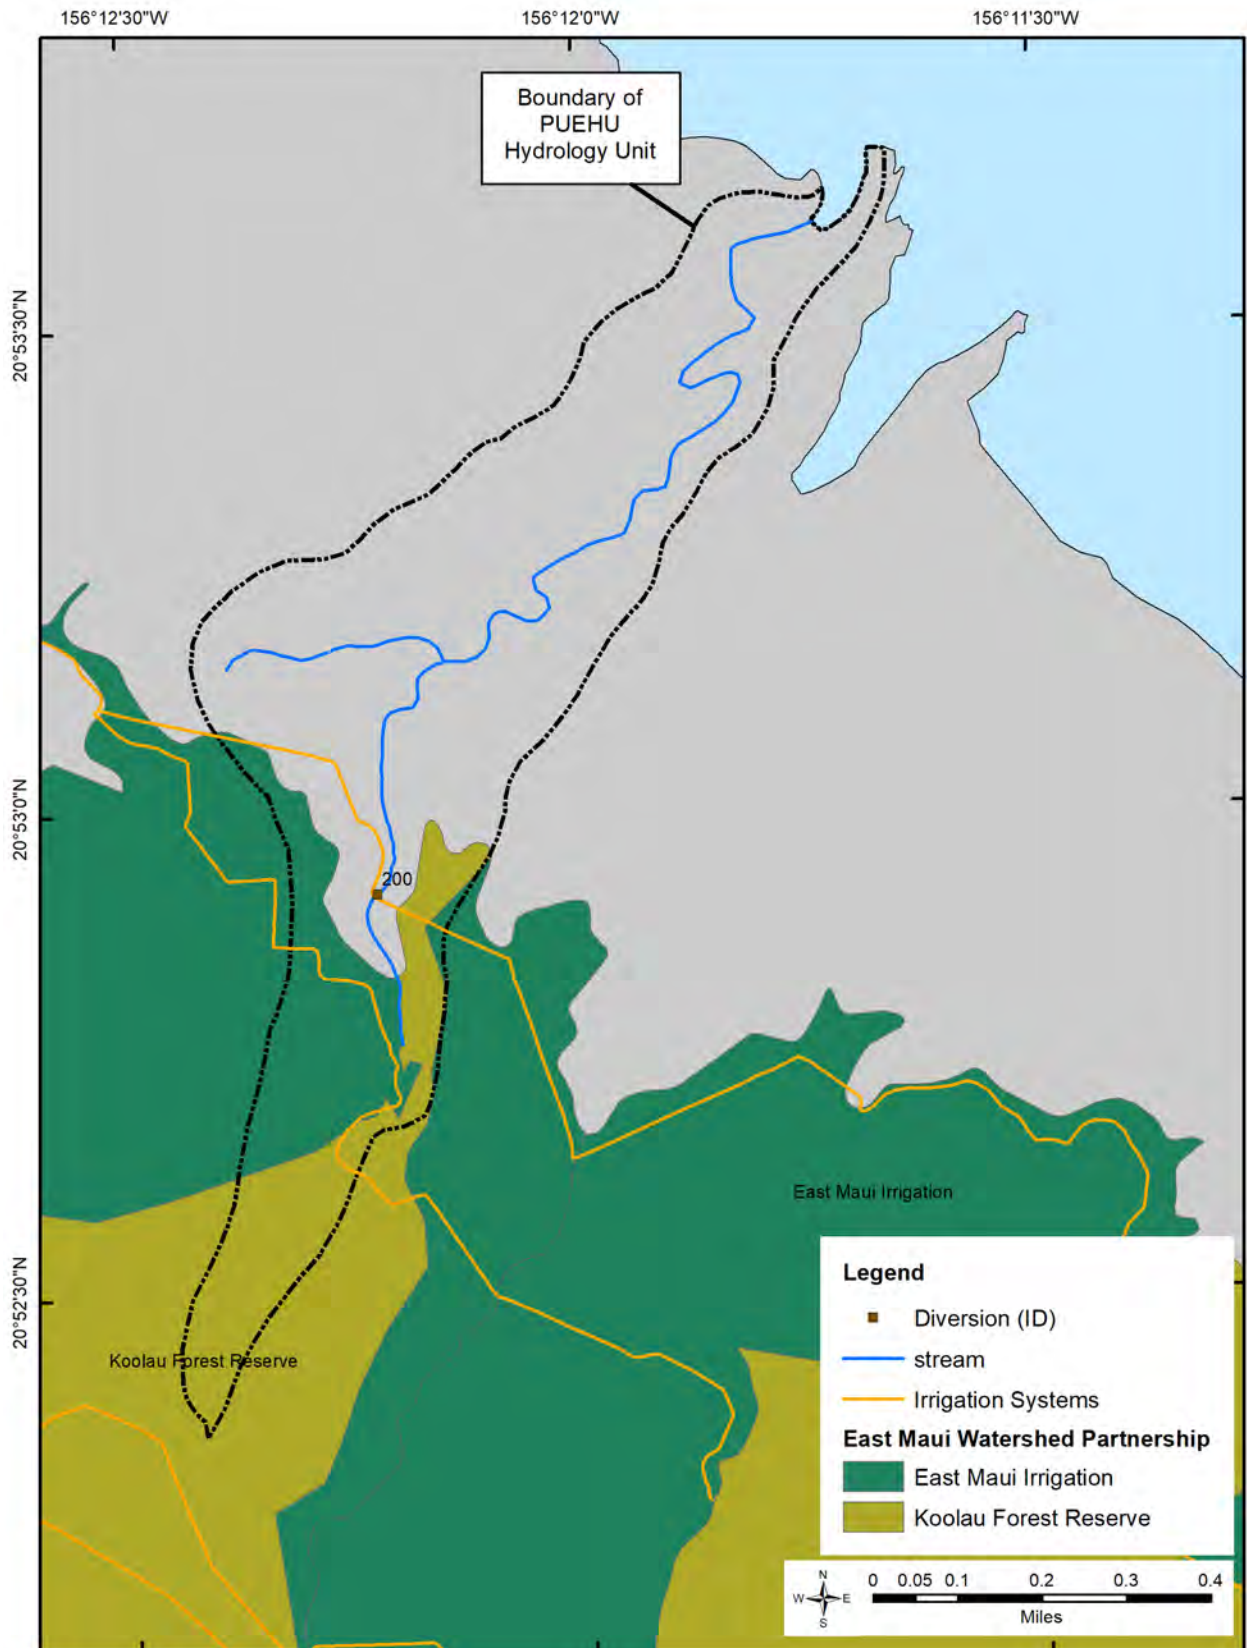 156°12'30"W
156°12'0"W
156°11'30"W
Boundary of
PUEHU
Hydrology Unit
20°53'30"N
20°53'0"N
200
East Maui Irrigation
20°52'30"N
Koolau Forest Reserve
Legend
Diversion (ID)
stream
Irrigation Systems
East Maui Watershed Partnership
East Maui Irrigation
Koolau Forest Reserve
N
W E
S
0 0.05 0.1 0.2 0.3 0.4
Miles